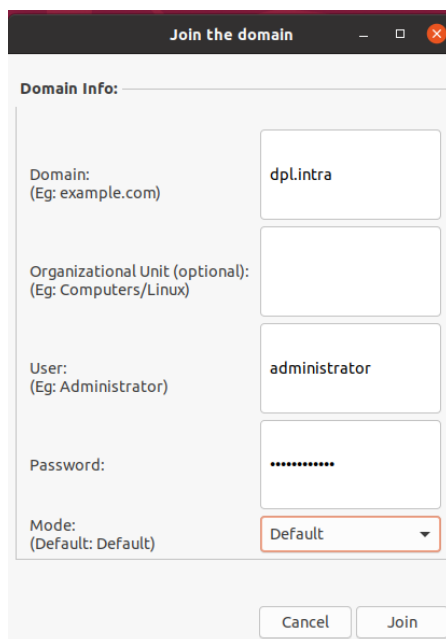 Join the domain
Domain Info:
Domain:
(Eg: example.com)
dpl.intra
Organizational Unit (optional):
(Eg: Computers/Linux)
User:
(Eg: Administrator)
administrator
Password:
••••••••••••
Mode:
(Default: Default)
Default
Cancel
Join